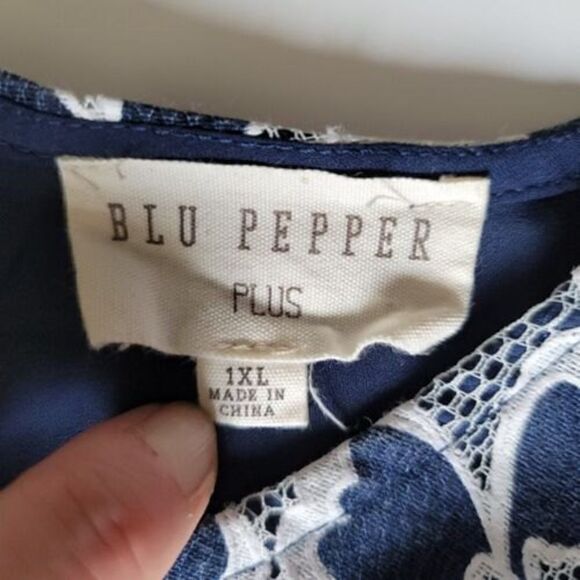 BLU PEPPER
PLUS
1XL
MADE IN
CHINA